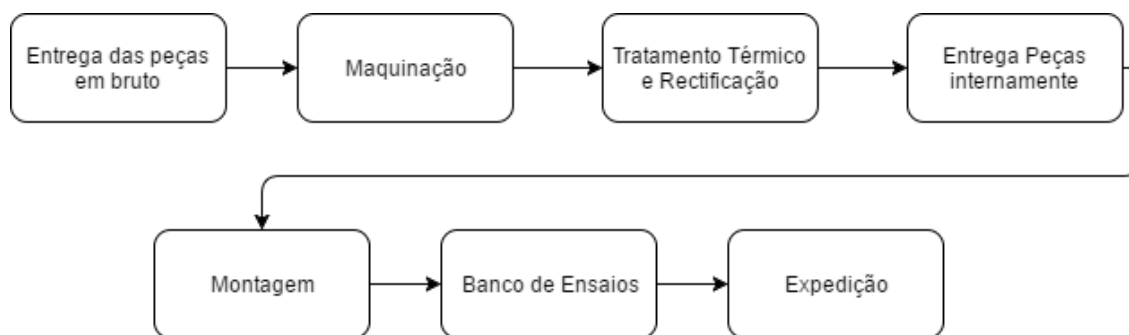 Entrega das peças
em bruto
Maquinação
Tratamento Térmico
e Rectificação
Entrega Peças
internamente
Montagem
Banco de Ensaios
Expedição